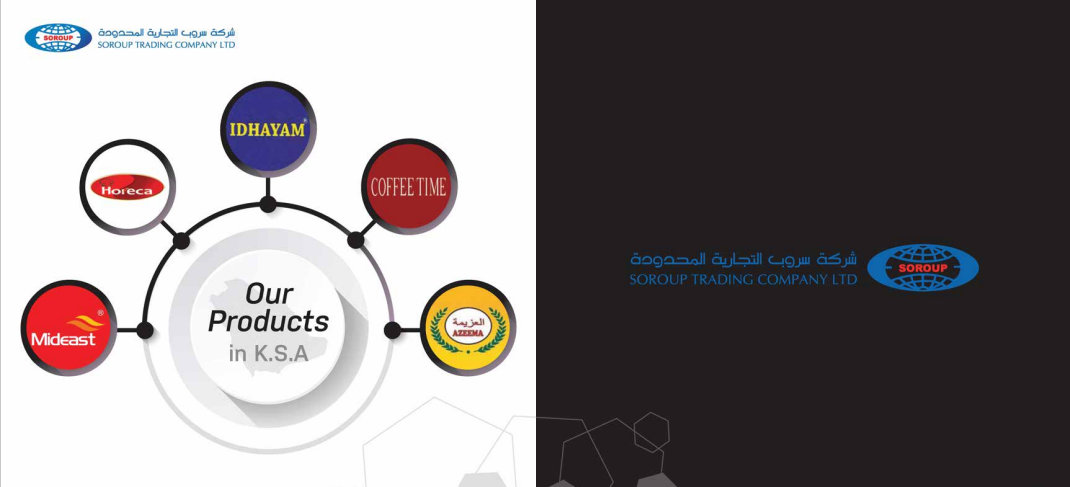 SOROUP
شركة سروب التجارية المحدودة
SOROUP TRADING COMPANY LTD
IDHAYAM®
Horeca
COFFEE TIME
Mideast®
العزيمة
AZEEMA
Our
Products
in K.S.A
شركة سروب التجارية المحدودة
SOROUP TRADING COMPANY LTD
SOROUP